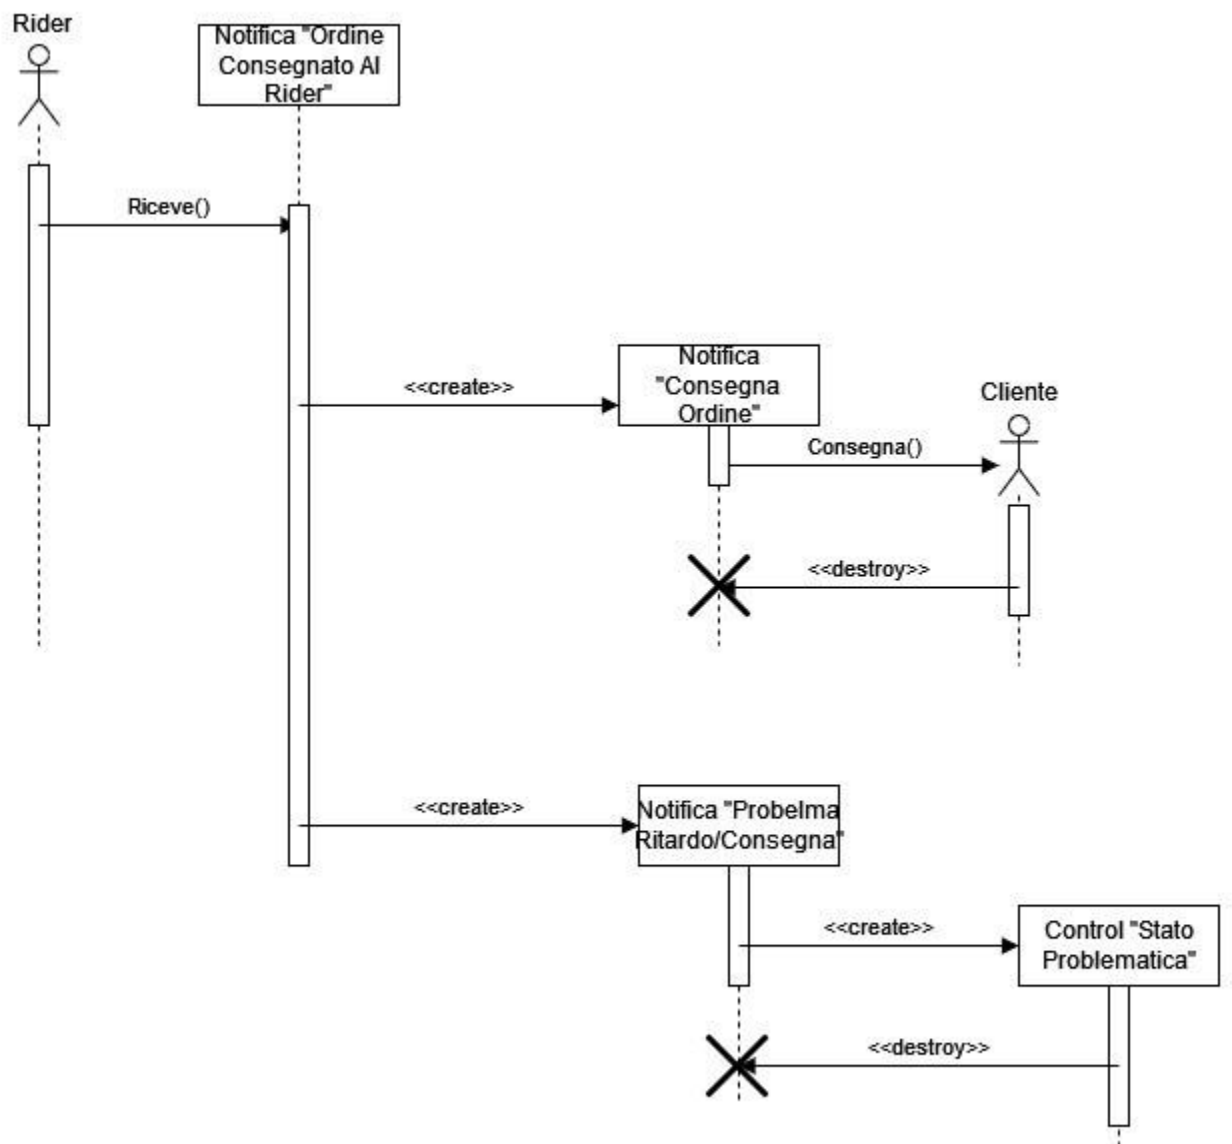 Rider
Notifica "Ordine
Consegnato Al
Rider"
Riceve()
<<create>>
Notifica
"Consegna
Ordine"
Cliente
Consegna()
<<destroy>>
<<create>>
Notifica "Probelma
Ritardo/Consegna"
<<create>>
Control "Stato
Problematica"
<<destroy>>